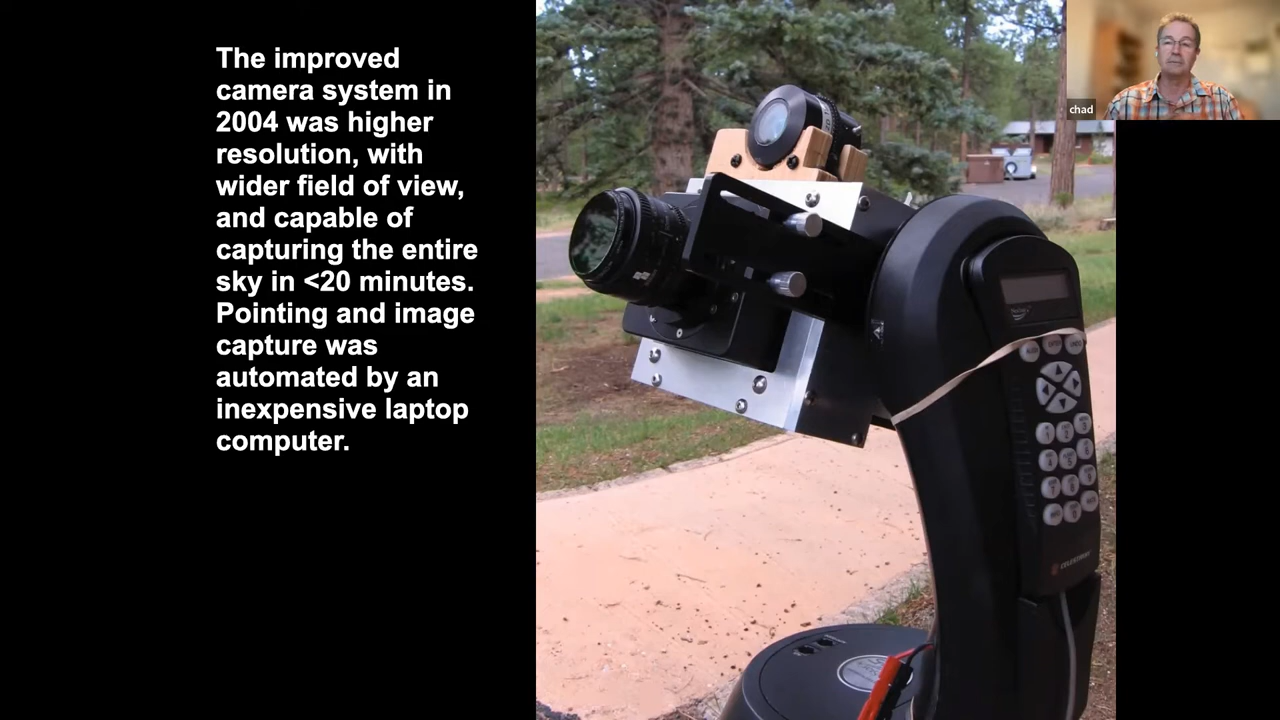 The improved
camera system in
2004 was higher
resolution, with
wider field of view,
and capable of
capturing the entire
sky in <20 minutes.
Pointing and image
capture was
automated by an
inexpensive laptop
computer.
chad
CELESTRON